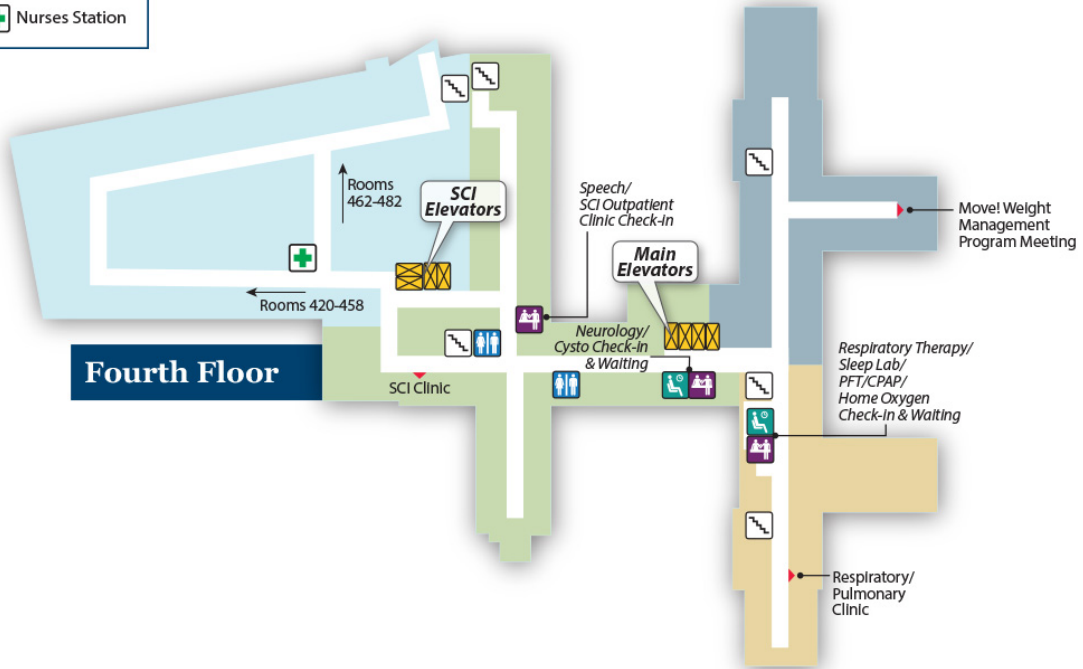 Nurses Station
Rooms
462-482
SCI
Elevators
Speech/
SCI Outpatient
Clinic Check-in
Main
Elevators
Move! Weight
Management
Program Meeting
Rooms 420-458
Neurology/
Cysto Check-in
& Waiting
Fourth Floor
SCI Clinic
Respiratory Therapy/
Sleep Lab/
PFT/CPAP/
Home Oxygen
Check-in & Waiting
Respiratory/
Pulmonary
Clinic